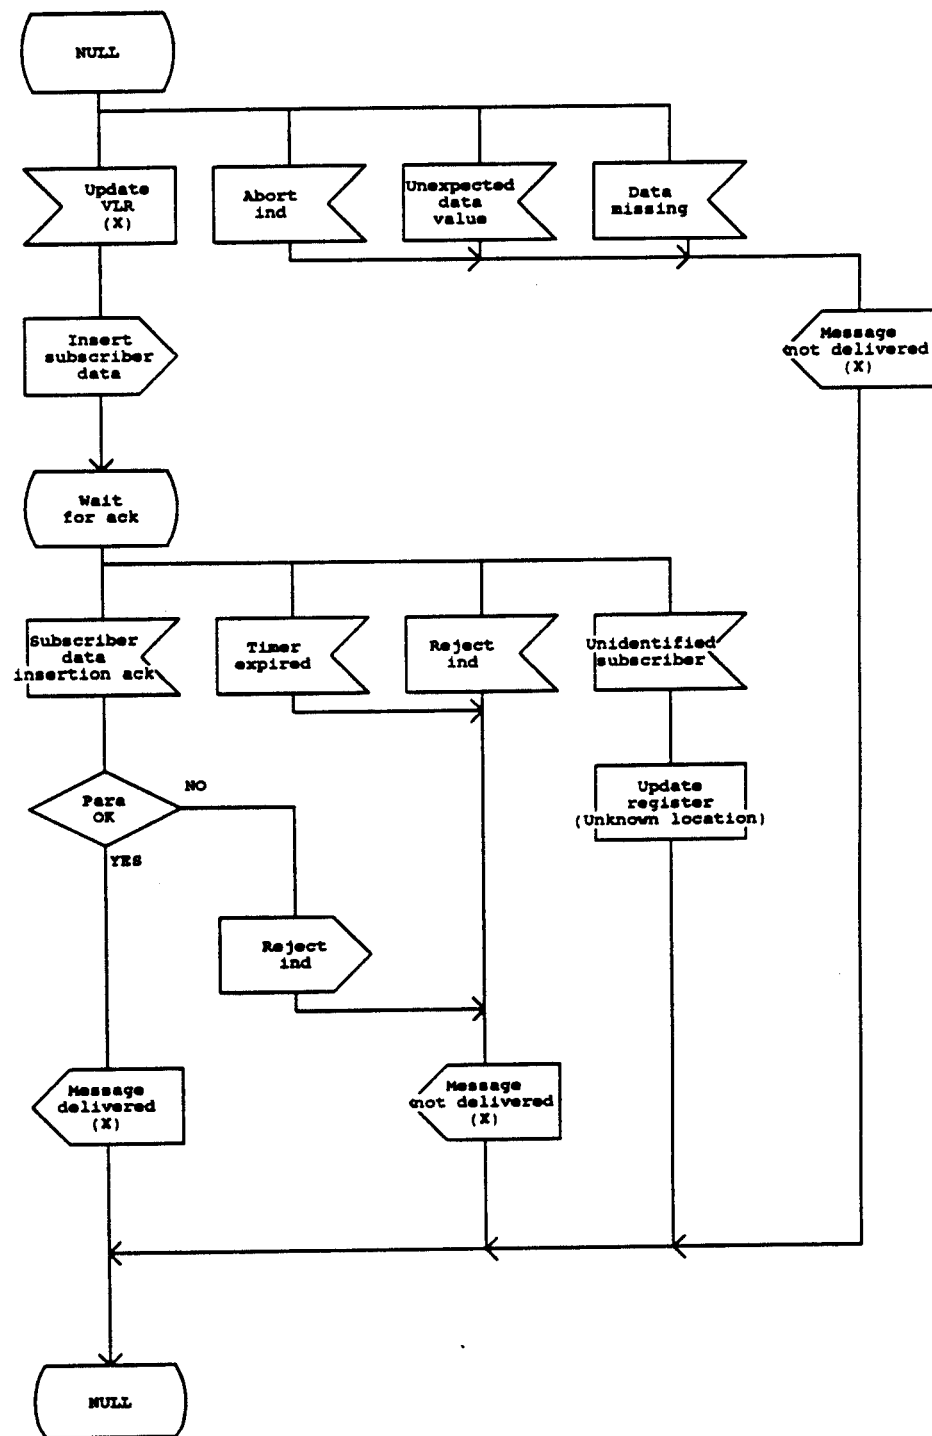 NULL
Update
VLR
(X)
Abort
ind
Unexpected
data
value
Data
missing
Insert
subscriber
data
Message
not delivered
(X)
Wait
for ack
Subscriber
data
insertion ack
Timer
expired
Reject
ind
Unidentified
subscriber
Para
OK
NO
YES
Update
register
(Unknown location)
Reject
ind
Message
delivered
(X)
Message
not delivered
(X)
NULL